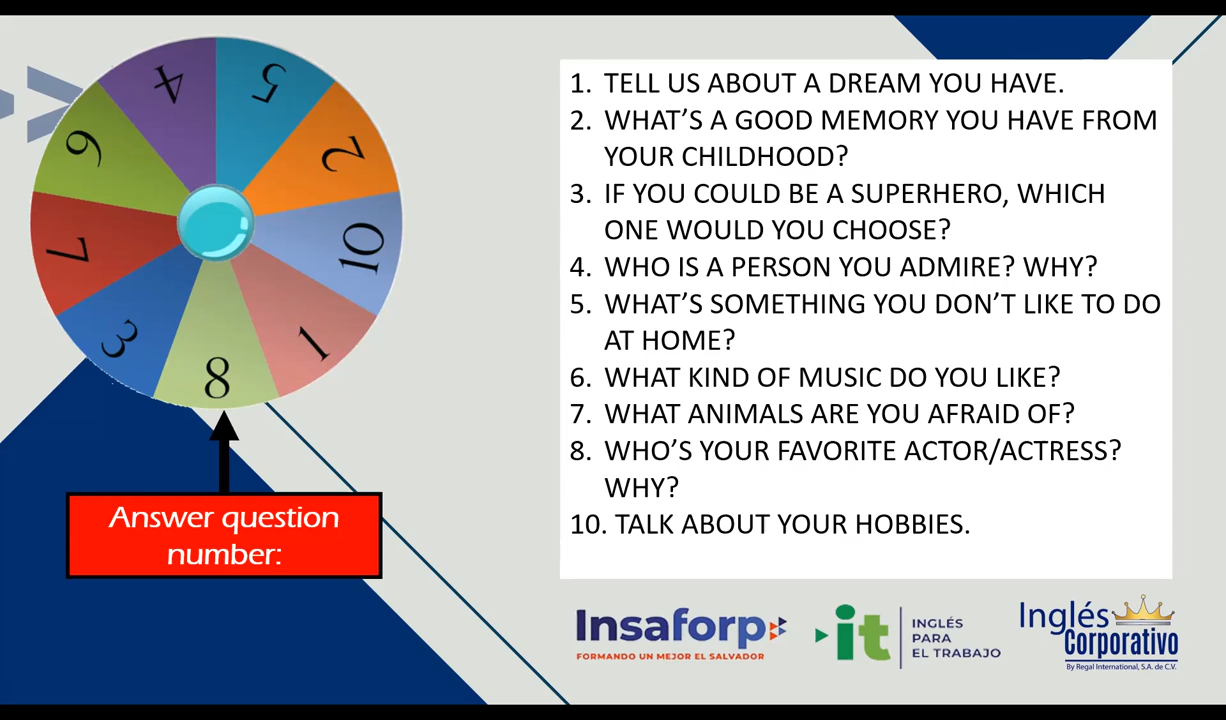 4
5
6
2
7
10
3
1
8
Answer question
number:
1. TELL US ABOUT A DREAM YOU HAVE.
2. WHAT’S A GOOD MEMORY YOU HAVE FROM
YOUR CHILDHOOD?
3. IF YOU COULD BE A SUPERHERO, WHICH
ONE WOULD YOU CHOOSE?
4. WHO IS A PERSON YOU ADMIRE? WHY?
5. WHAT’S SOMETHING YOU DON’T LIKE TO DO
AT HOME?
6. WHAT KIND OF MUSIC DO YOU LIKE?
7. WHAT ANIMALS ARE YOU AFRAID OF?
8. WHO’S YOUR FAVORITE ACTOR/ACTRESS?
WHY?
10. TALK ABOUT YOUR HOBBIES.
Insaforp
FORMANDO UN MEJOR EL SALVADOR
it
INGLÉS
PARA
EL TRABAJO
Inglés
Corporativo
By Regal International, S.A. de C.V.